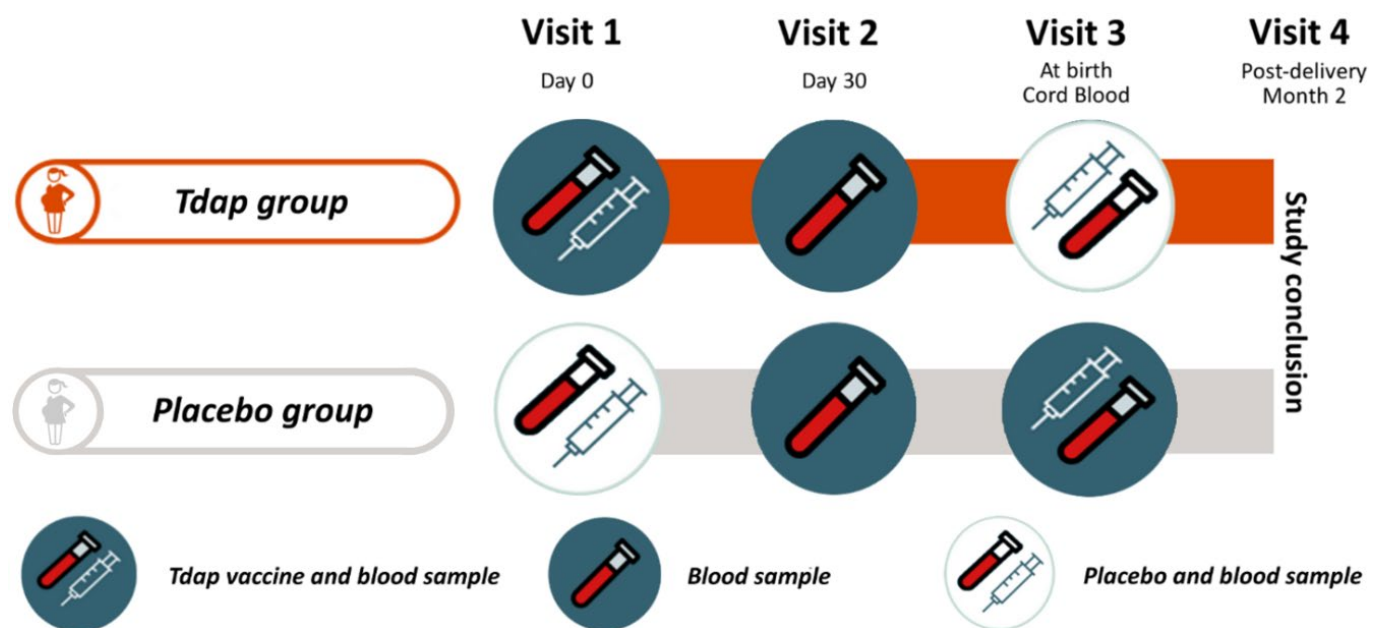 Visit 1
Day 0
Visit 2
Day 30
Visit 3
At birth
Cord Blood
Visit 4
Post-delivery
Month 2
Tdap group
Placebo group
Study conclusion
Tdap vaccine and blood sample
Blood sample
Placebo and blood sample